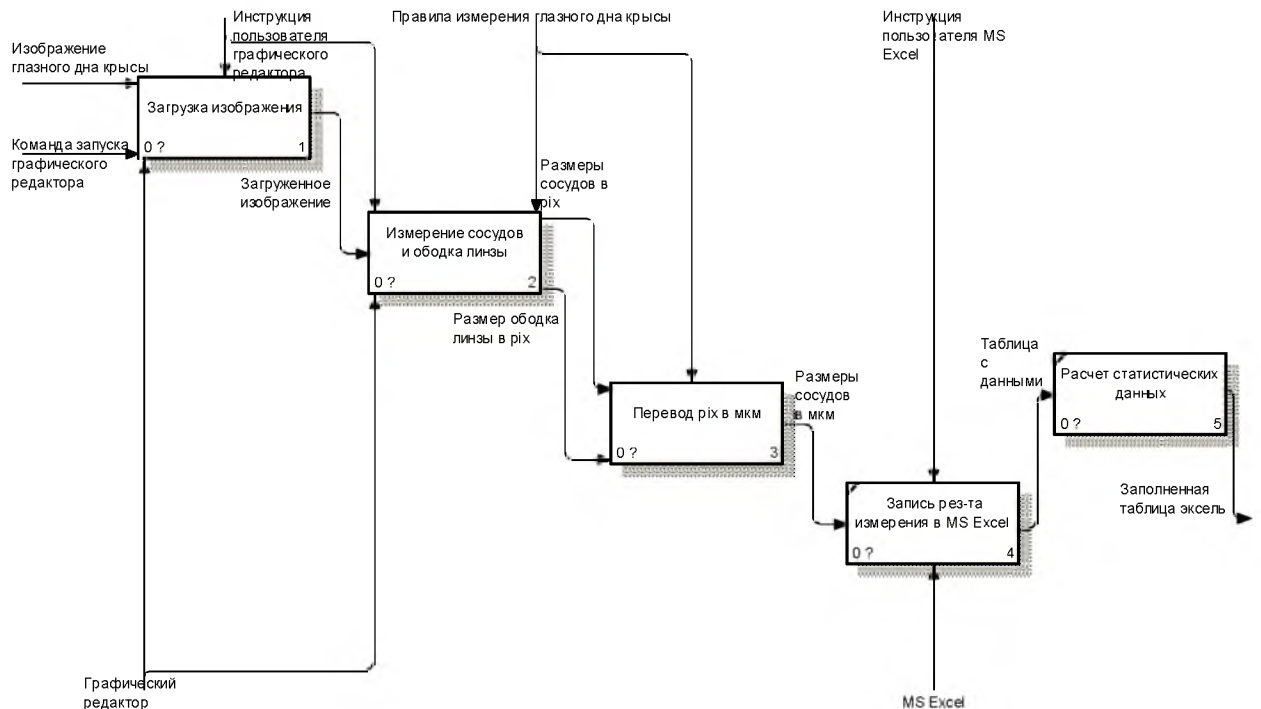 Инструкция
пользователя
графического
редактора
Правила измерения глазного дна крысы
Инструкция
пользователя MS
Excel
Изображение
глазного дна крысы
Загрузка изображения
0 ?
1
Команда запуска
графического
редактора
Загруженное
изображение
Размеры
сосудов в
pix
Измерение сосудов
и ободка линзы
0 ?
2
Размер ободка
линзы в pix
Перевод pix в мкм
0 ?
3
Размеры
сосудов
в мкм
Таблица
с
данными
Расчет статистических
данных
0 ?
5
Запись рез-та
измерения в MS Excel
0 ?
4
Заполненная
таблица эксель
Графический
редактор
MS Excel